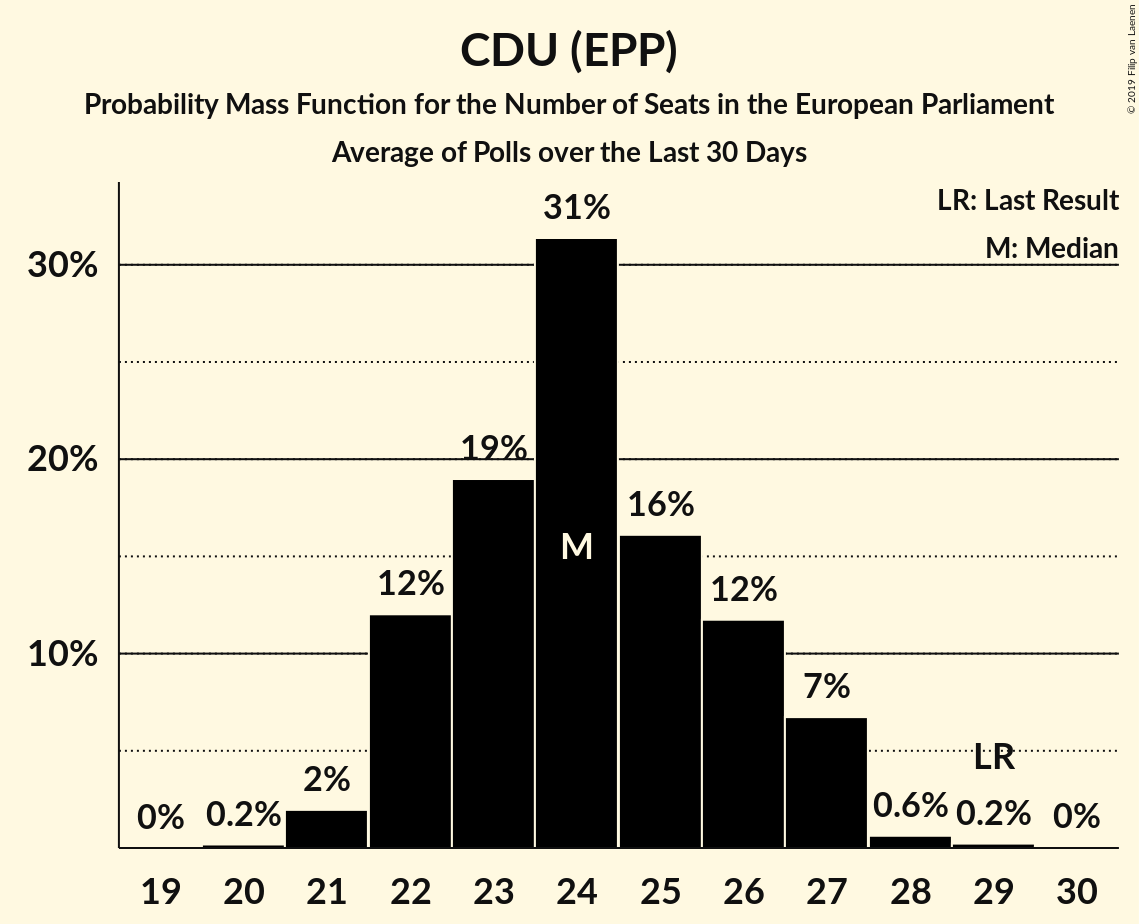 CDU (EPP)
Probability Mass Function for the Number of Seats in the European Parliament
Average of Polls over the Last 30 Days
© 2019 Filip van Laenen
LR: Last Result
M: Median
30%
20%
10%
0%
0.2%
2%
12%
19%
31%
M
16%
12%
7%
0.6%
LR
0.2%
0%
19 20 21 22 23 24 25 26 27 28 29 30